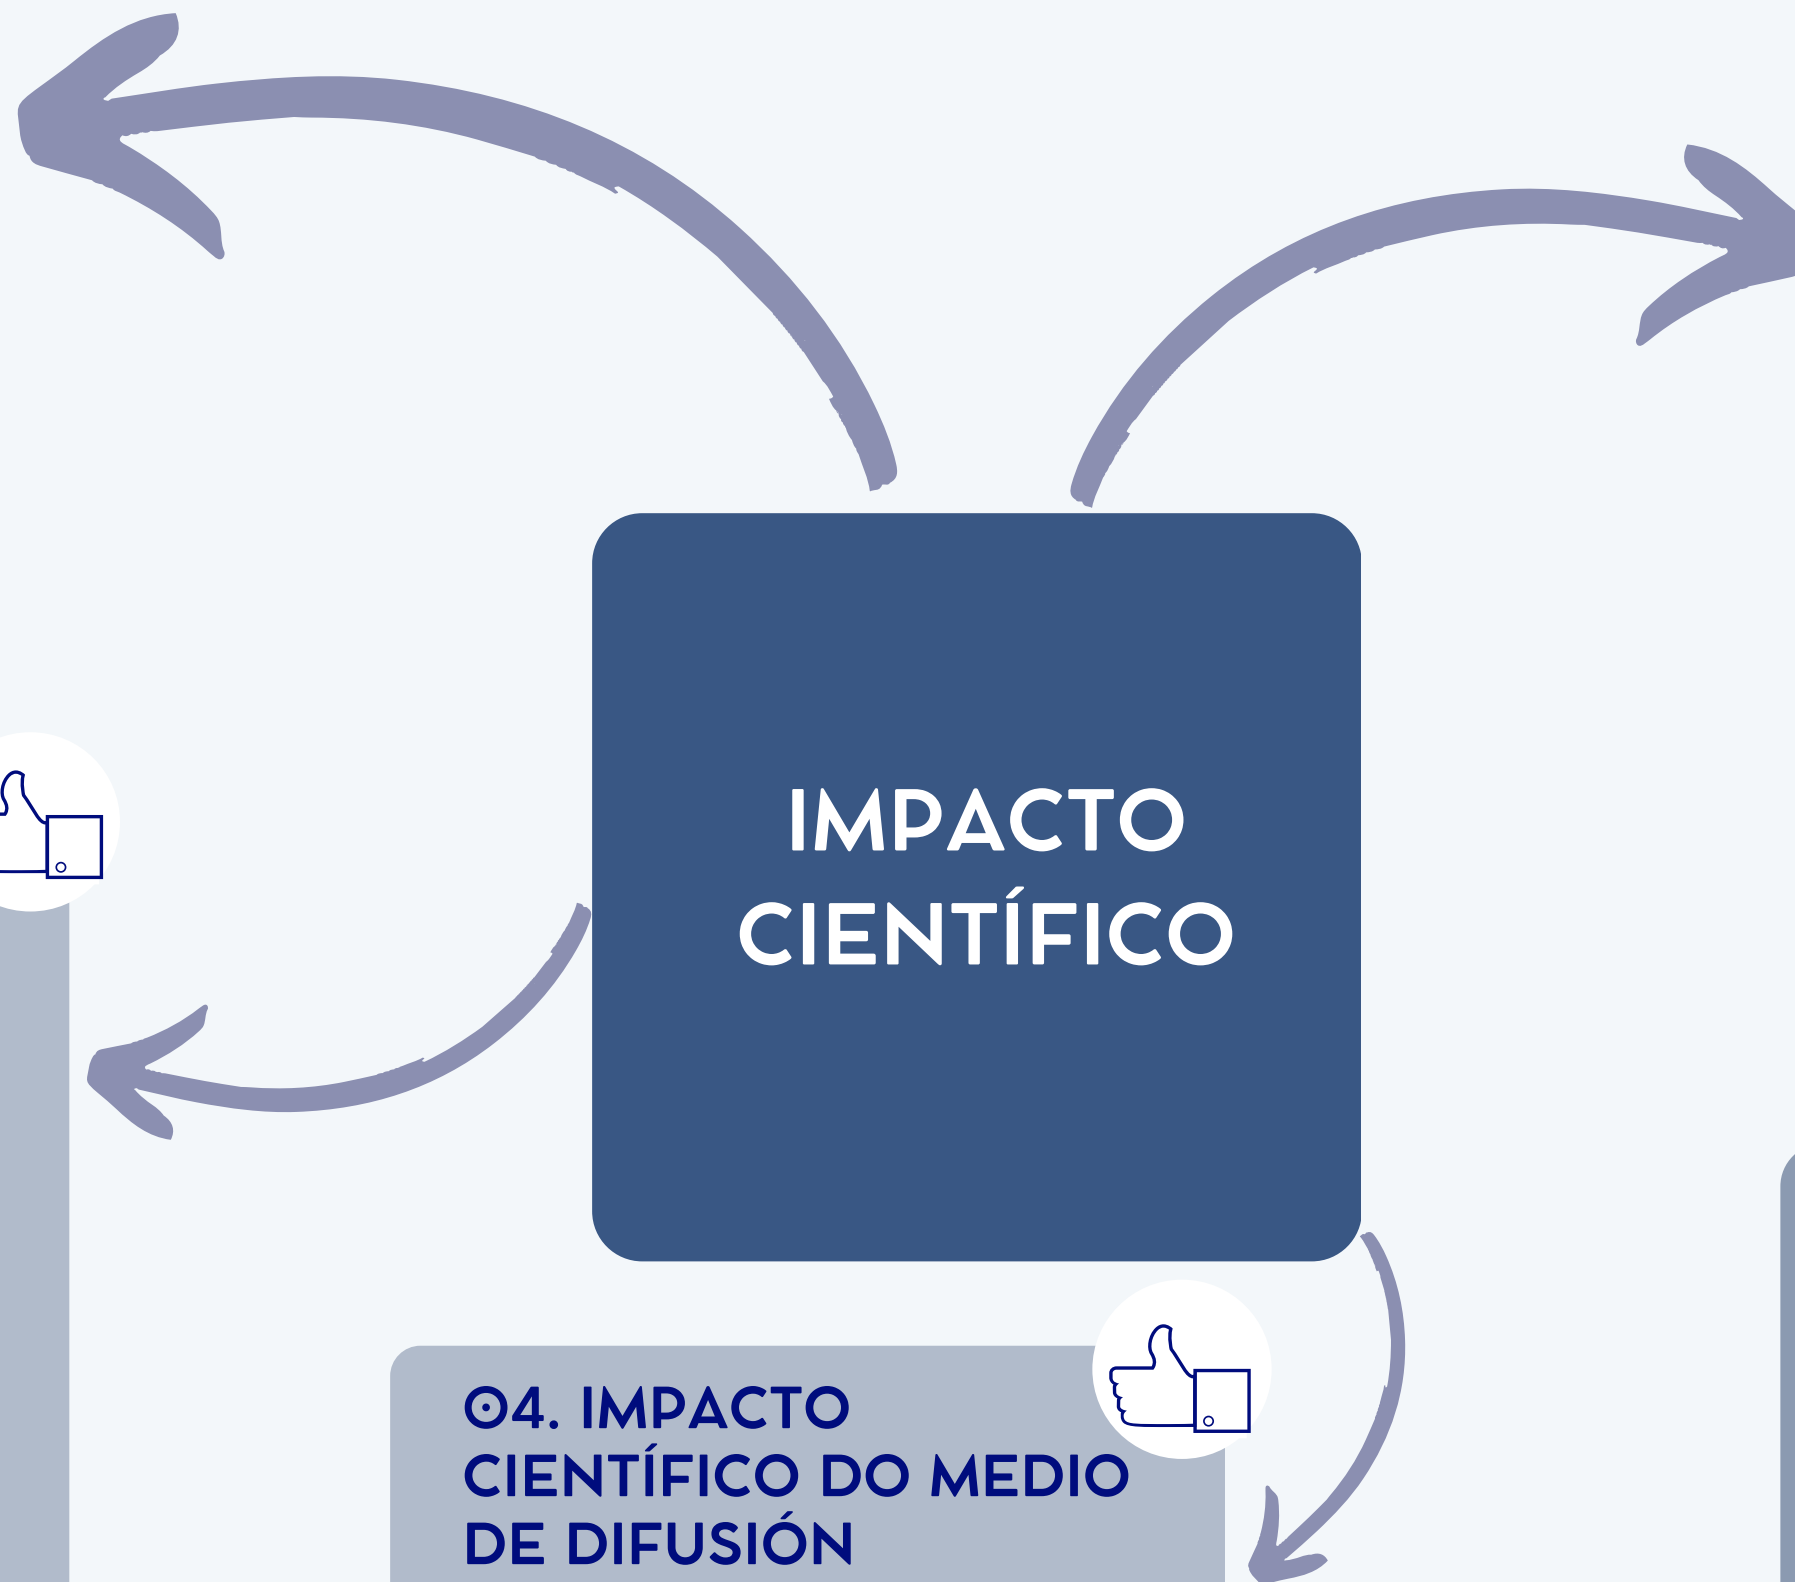 IMPACTO
CIENTÍFICO
04. IMPACTO
CIENTÍFICO DO MEDIO
DE DIFUSIÓN